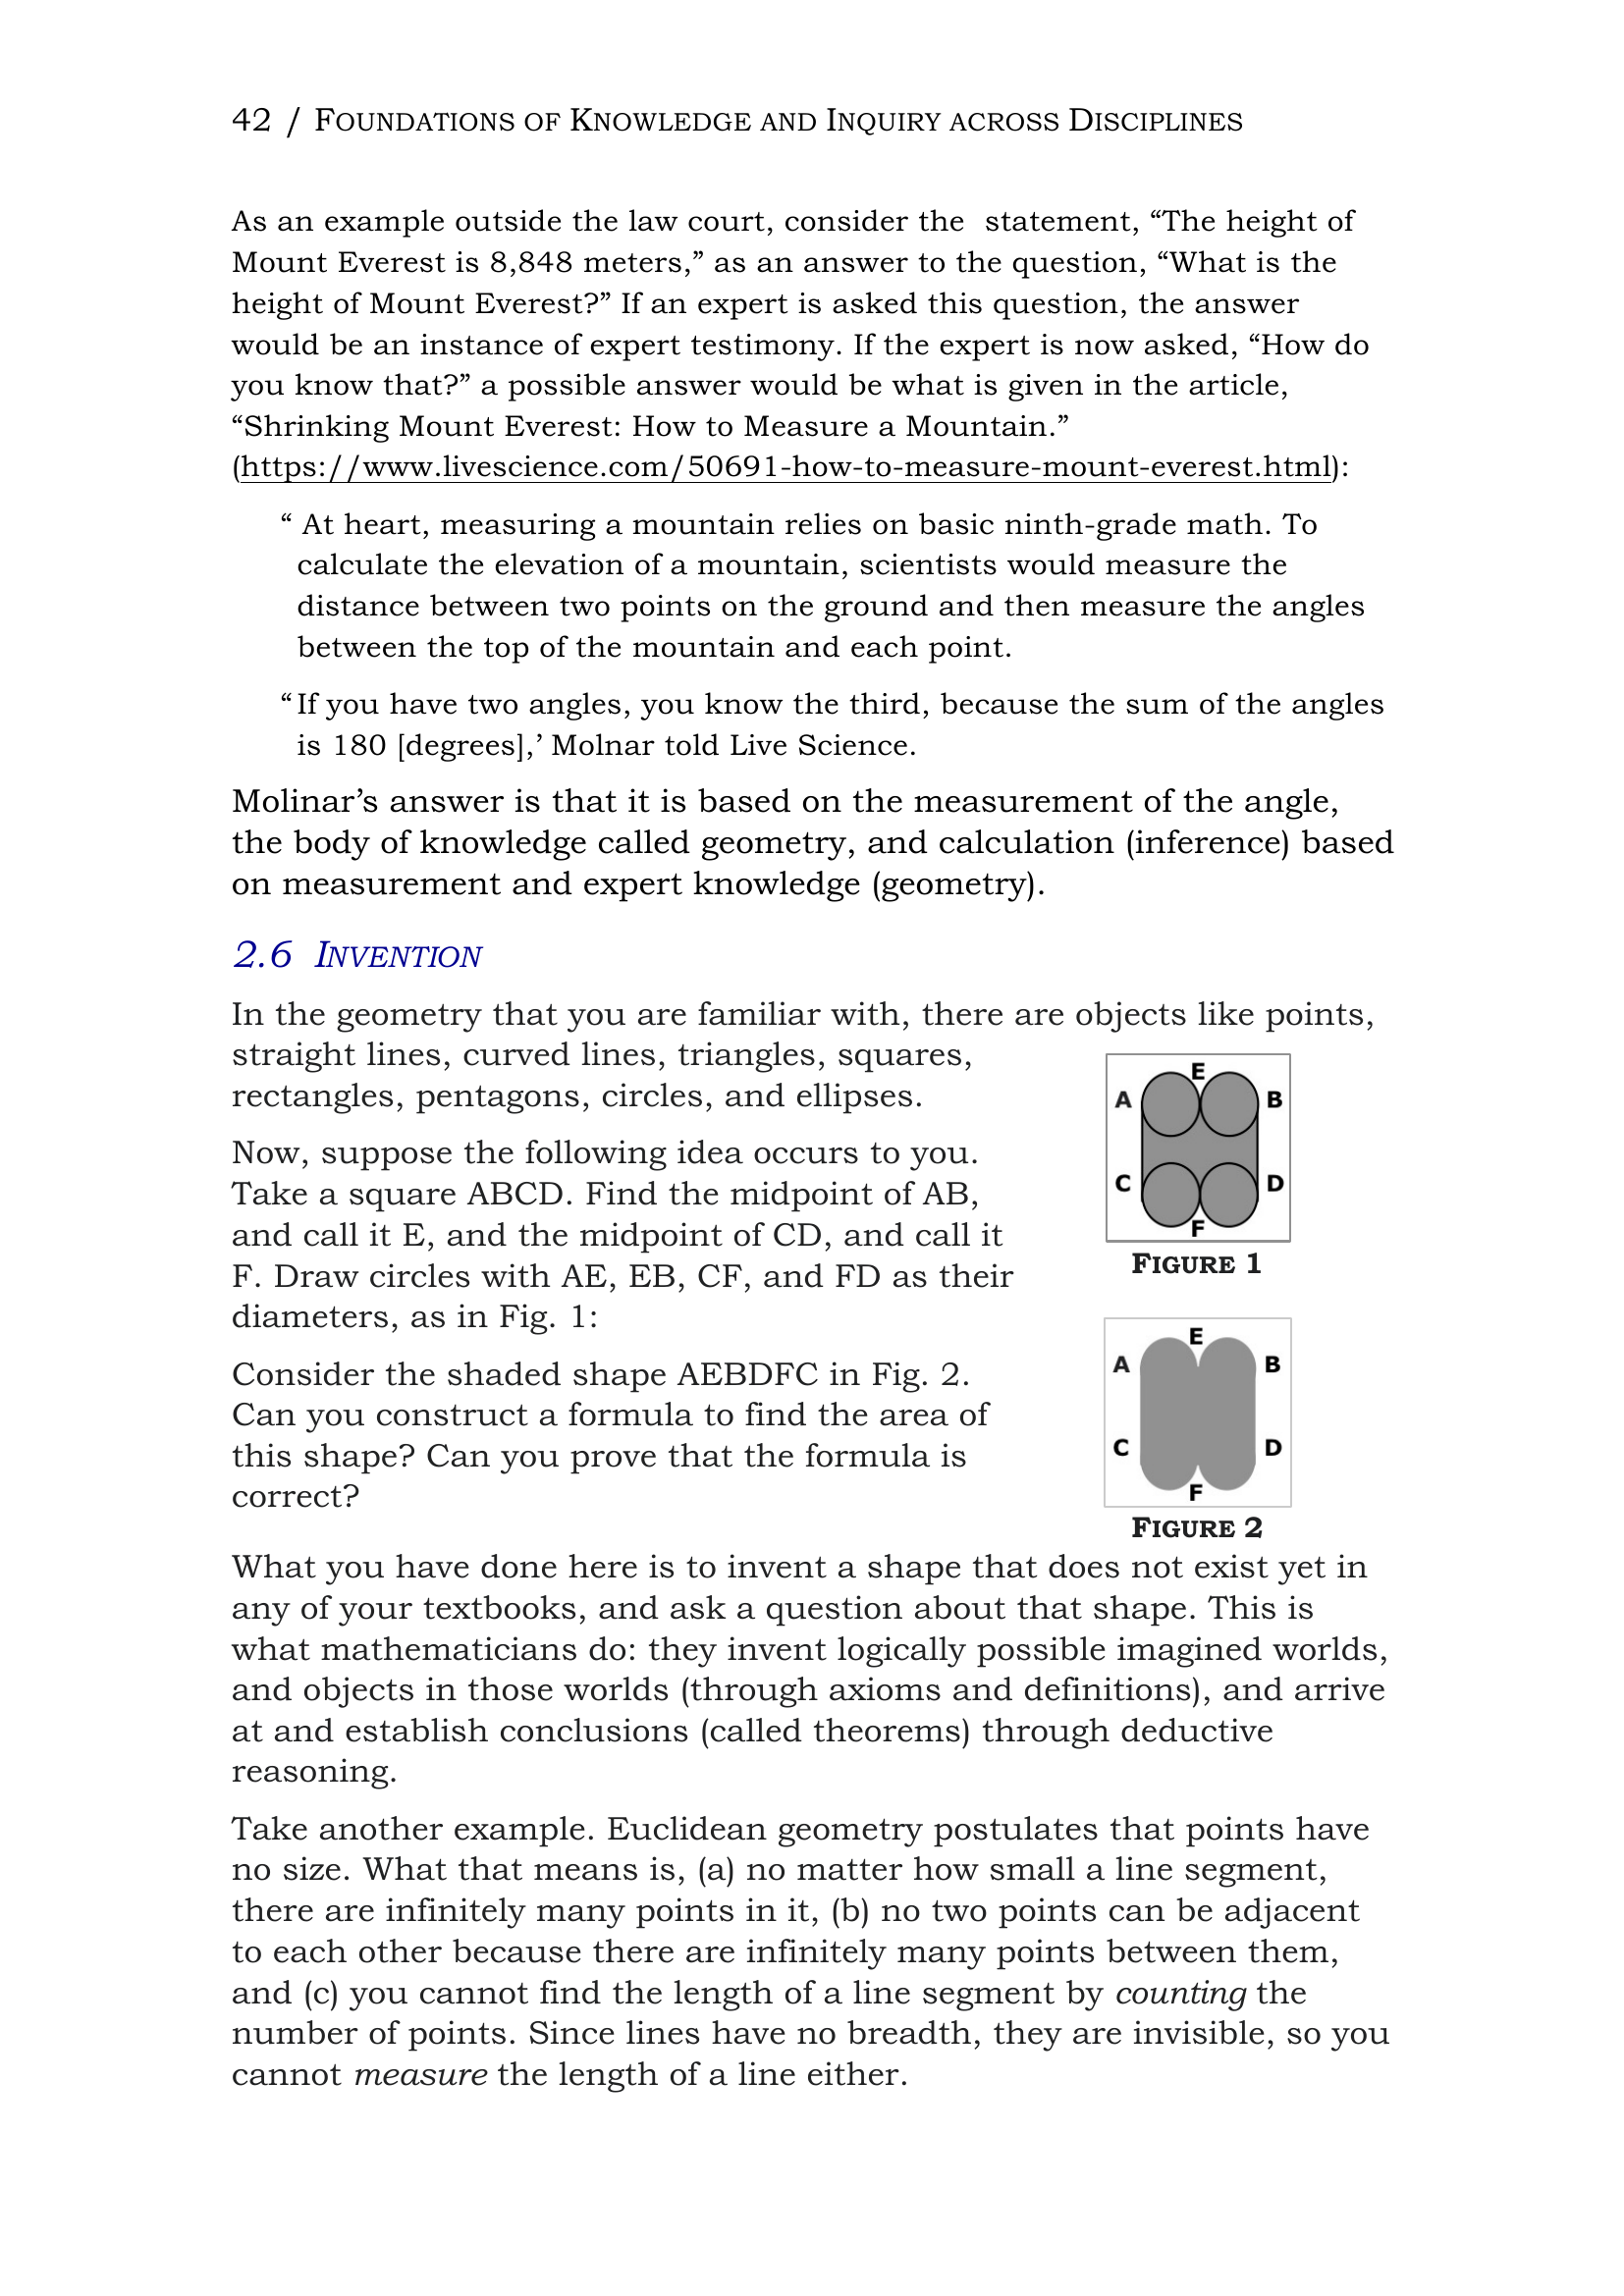 42 / FOUNDATIONS OF KNOWLEDGE AND INQUIRY ACROSS DISCIPLINES
As an example outside the law court, consider the  statement, “The height of
Mount Everest is 8,848 meters,” as an answer to the question, “What is the
height of Mount Everest?” If an expert is asked this question, the answer
would be an instance of expert testimony. If the expert is now asked, “How do
you know that?” a possible answer would be what is given in the article,
“Shrinking Mount Everest: How to Measure a Mountain.”
(https://www.livescience.com/50691-how-to-measure-mount-everest.html):
“ At heart, measuring a mountain relies on basic ninth-grade math. To
calculate the elevation of a mountain, scientists would measure the
distance between two points on the ground and then measure the angles
between the top of the mountain and each point.
“If you have two angles, you know the third, because the sum of the angles
is 180 [degrees],’ Molnar told Live Science.
Molinar’s answer is that it is based on the measurement of the angle,
the body of knowledge called geometry, and calculation (inference) based
on measurement and expert knowledge (geometry).
2.6 INVENTION
In the geometry that you are familiar with, there are objects like points,
straight lines, curved lines, triangles, squares,
rectangles, pentagons, circles, and ellipses.
Now, suppose the following idea occurs to you.
Take a square ABCD. Find the midpoint of AB,
and call it E, and the midpoint of CD, and call it
F. Draw circles with AE, EB, CF, and FD as their
diameters, as in Fig. 1:
E
A B
C D
F
FIGURE 1
Consider the shaded shape AEBDFC in Fig. 2.
Can you construct a formula to find the area of
this shape? Can you prove that the formula is
correct?
E
A B
C D
F
FIGURE 2
What you have done here is to invent a shape that does not exist yet in
any of your textbooks, and ask a question about that shape. This is
what mathematicians do: they invent logically possible imagined worlds,
and objects in those worlds (through axioms and definitions), and arrive
at and establish conclusions (called theorems) through deductive
reasoning.
Take another example. Euclidean geometry postulates that points have
no size. What that means is, (a) no matter how small a line segment,
there are infinitely many points in it, (b) no two points can be adjacent
to each other because there are infinitely many points between them,
and (c) you cannot find the length of a line segment by counting the
number of points. Since lines have no breadth, they are invisible, so you
cannot measure the length of a line either.